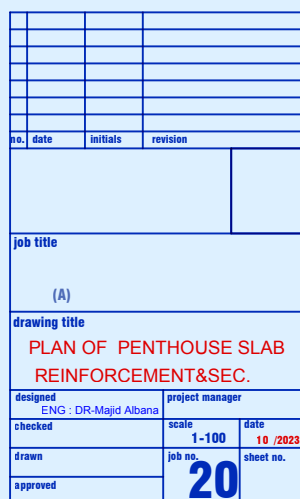 no. date initials revision
job title
(A)
drawing title
PLAN OF PENTHOUSE SLAB
REINFORCEMENT&SEC.
designed project manager
ENG : DR-Majid Albana
checked scale date
1-100 10 /2023
drawn job no. sheet no.
20
approved